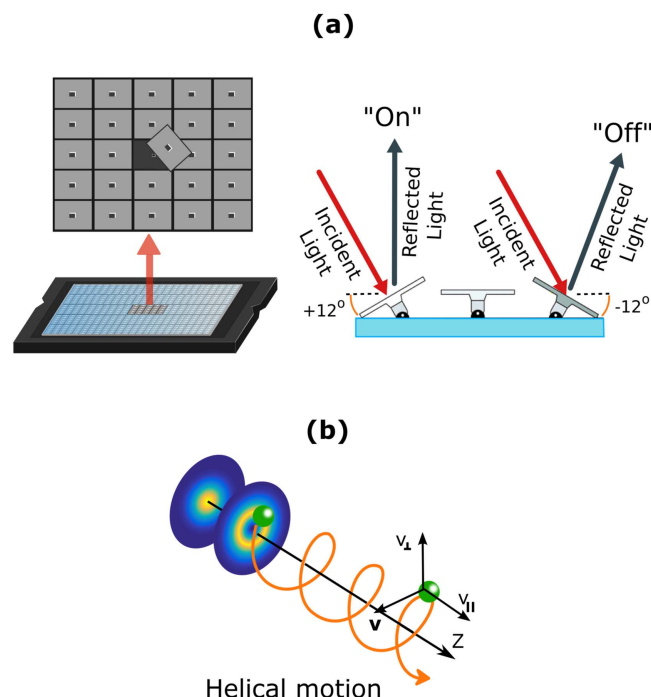 (a)
"On"
"Off"
Incident
Light
Reflected
Light
Incident
Light
Reflected
Light
+12°
-12°
(b)
V⊥
V||
V
Z
Helical motion